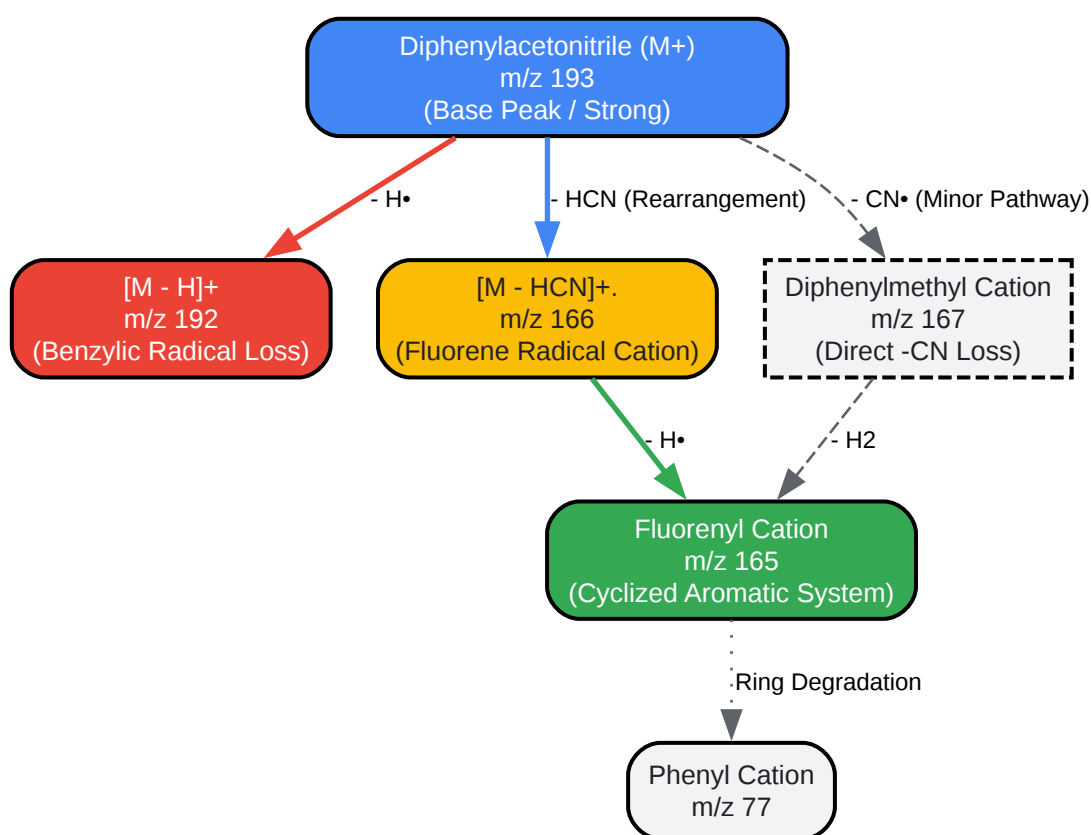 Diphenylacetonitrile (M+)
m/z 193
(Base Peak / Strong)
- H•
- HCN (Rearrangement)
- CN• (Minor Pathway)
[M - H]+
m/z 192
(Benzylic Radical Loss)
[M - HCN]+.
m/z 166
(Fluorene Radical Cation)
Diphenylmethyl Cation
m/z 167
(Direct -CN Loss)
- H•
- H2
Fluorenyl Cation
m/z 165
(Cyclized Aromatic System)
Ring Degradation
Phenyl Cation
m/z 77